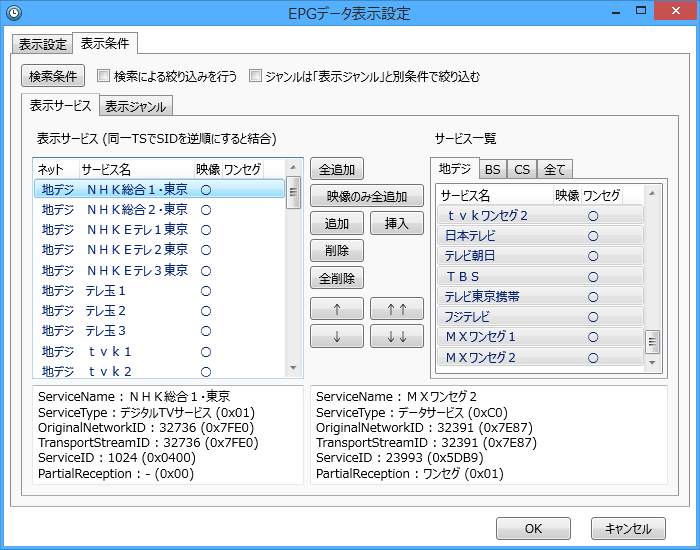 EPGデータ表示設定
表示設定 表示条件
検索条件 検索による絞り込みを行う ジャンルは「表示ジャンル」と別条件で絞り込む
表示サービス 表示ジャンル
表示サービス (同一TSでSIDを逆順にすると結合)
ネット サービス名 映像 ワンセグ
地デジ ＮＨＫ総合１・東京 ○
地デジ ＮＨＫ総合２・東京 ○
地デジ ＮＨＫＥテレ１東京 ○
地デジ ＮＨＫＥテレ２東京 ○
地デジ ＮＨＫＥテレ３東京 ○
地デジ テレ玉１ ○
地デジ テレ玉２ ○
地デジ テレ玉３ ○
地デジ ｔｖｋ１ ○
地デジ ｔｖｋ２ ○
全追加
映像のみ全追加
追加 挿入
削除
全削除
↑ ↑↑
↓ ↓↓
サービス一覧
地デジ BS CS 全て
サービス名 映像 ワンセグ
ｔｖｋワンセグ２ ○
日本テレビ ○
テレビ朝日 ○
ＴＢＳ ○
テレビ東京携帯 ○
フジテレビ ○
ＭＸワンセグ１ ○
ＭＸワンセグ２ ○
ServiceName : ＮＨＫ総合１・東京
ServiceType : デジタルTVサービス (0x01)
OriginalNetworkID : 32736 (0x7FE0)
TransportStreamID : 32736 (0x7FE0)
ServiceID : 1024 (0x0400)
PartialReception : - (0x00)
ServiceName : ＭＸワンセグ２
ServiceType : データサービス (0xC0)
OriginalNetworkID : 32391 (0x7E87)
TransportStreamID : 32391 (0x7E87)
ServiceID : 23993 (0x5DB9)
PartialReception : ワンセグ (0x01)
OK キャンセル